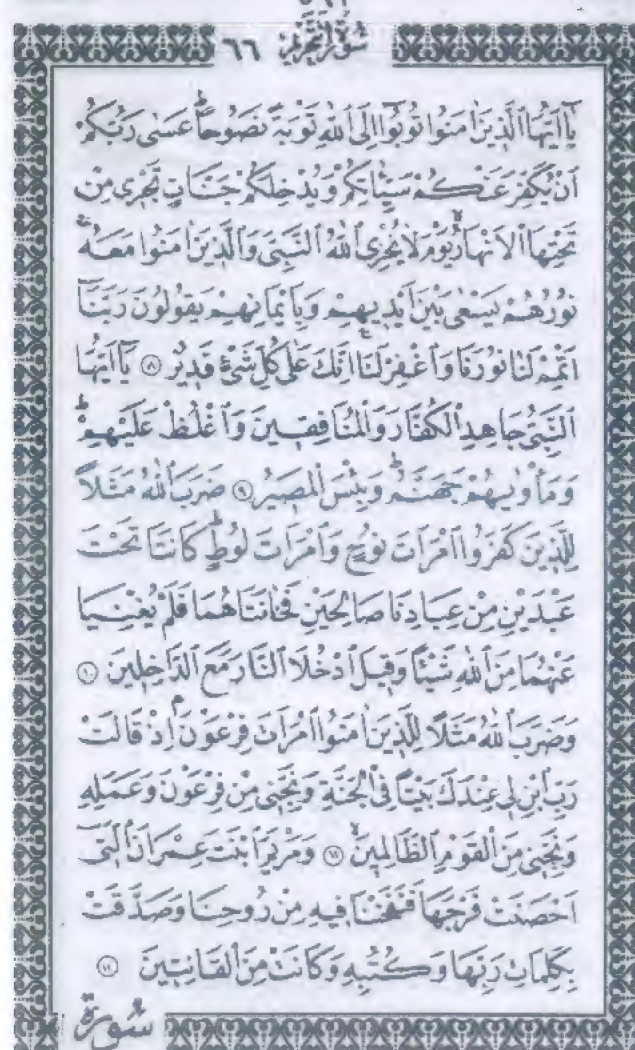 سُورَةُ التَّحْرِيمِ ٦٦
يَٓا اَيُّهَا الَّذِينَ اٰمَنُوا تُوبُٓوا اِلَى اللّٰهِ تَوْبَةً نَصُوحًاۜ عَسٰى رَبُّكُمْ
اَنْ يُكَفِّرَ عَنْكُمْ سَيِّـَٔاتِكُمْ وَيُدْخِلَكُمْ جَنَّاتٍ تَجْرِى مِنْ
تَحْتِهَا الْاَنْهَارُۙ يَوْمَ لَا يُخْزِى اللّٰهُ النَّبِىَّ وَالَّذِينَ اٰمَنُوا مَعَهُۚ
نُورُهُمْ يَسْعٰى بَيْنَ اَيْدِيهِمْ وَبِاَيْمَانِهِمْ يَقُولُونَ رَبَّنَٓا
اَتْمِمْ لَنَا نُورَنَا وَاغْفِرْ لَنَاۚ اِنَّكَ عَلٰى كُلِّ شَىْءٍ قَدِيرٌ ٨ يَٓا اَيُّهَا
النَّبِىُّ جَاهِدِ الْكُفَّارَ وَالْمُنَافِقِينَ وَاغْلُظْ عَلَيْهِمْۜ
وَمَأْوٰيهُمْ جَهَنَّمُۜ وَبِئْسَ الْمَصِيرُ ٩ ضَرَبَ اللّٰهُ مَثَلًا
لِلَّذِينَ كَفَرُوا امْرَاَتَ نُوحٍ وَامْرَاَتَ لُوطٍۜ كَانَتَا تَحْتَ
عَبْدَيْنِ مِنْ عِبَادِنَا صَالِحَيْنِ فَخَانَتَاهُمَا فَلَمْ يُغْنِيَا
عَنْهُمَا مِنَ اللّٰهِ شَيْـًٔا وَقِيلَ ادْخُلَا النَّارَ مَعَ الدَّاخِلِينَ ١٠
وَضَرَبَ اللّٰهُ مَثَلًا لِلَّذِينَ اٰمَنُوا امْرَاَتَ فِرْعَوْنَۢ اِذْ قَالَتْ
رَبِّ ابْنِ لِى عِنْدَكَ بَيْتًا فِى الْجَنَّةِ وَنَجِّنِى مِنْ فِرْعَوْنَ وَعَمَلِهِ
وَنَجِّنِى مِنَ الْقَوْمِ الظَّالِمِينَۙ ١١ وَمَرْيَمَ ابْنَتَ عِمْرَانَ الَّتِٓى
اَحْصَنَتْ فَرْجَهَا فَنَفَخْنَا فِيهِ مِنْ رُوحِنَا وَصَدَّقَتْ
بِكَلِمَاتِ رَبِّهَا وَكُتُبِهِ وَكَانَتْ مِنَ الْقَانِتِينَ ١٢
سُورَةُ